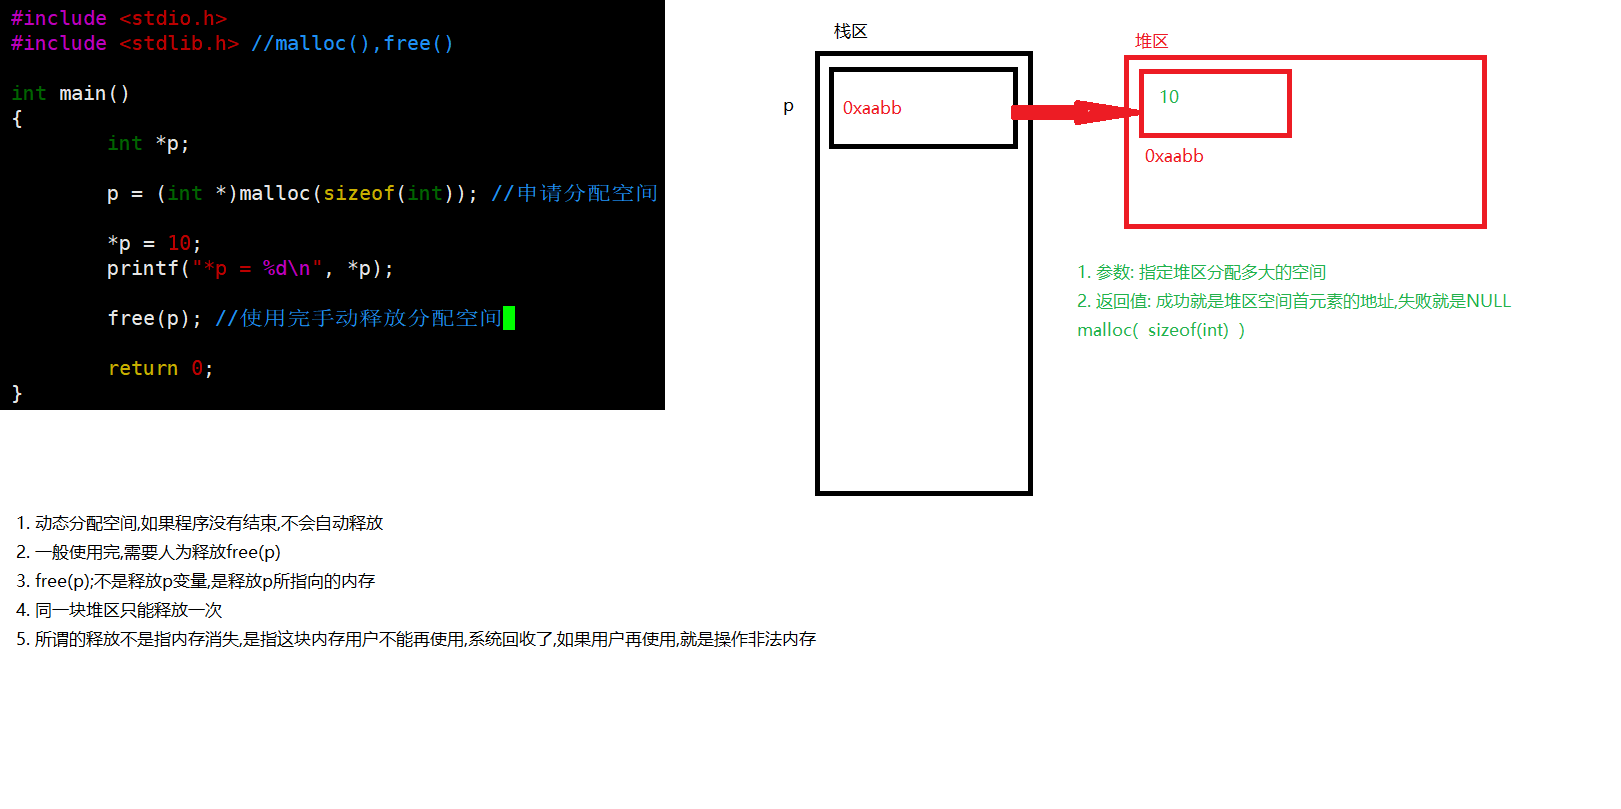 #include <stdio.h>
#include <stdlib.h> //malloc(),free()
int main()
{
int *p;
p = (int *)malloc(sizeof(int)); //申请分配空间
*p = 10;
printf("*p = %d\n", *p);
free(p); //使用完手动释放分配空间
return 0;
}
栈区
p
0xaabb
堆区
10
0xaabb
1. 参数: 指定堆区分配多大的空间
2. 返回值: 成功就是堆区空间首元素的地址,失败就是NULL
malloc( sizeof(int) )
1. 动态分配空间,如果程序没有结束,不会自动释放
2. 一般使用完,需要人为释放free(p)
3. free(p);不是释放p变量,是释放p所指向的内存
4. 同一块堆区只能释放一次
5. 所谓的释放不是指内存消失,是指这块内存用户不能再使用,系统回收了,如果用户再使用,就是操作非法内存